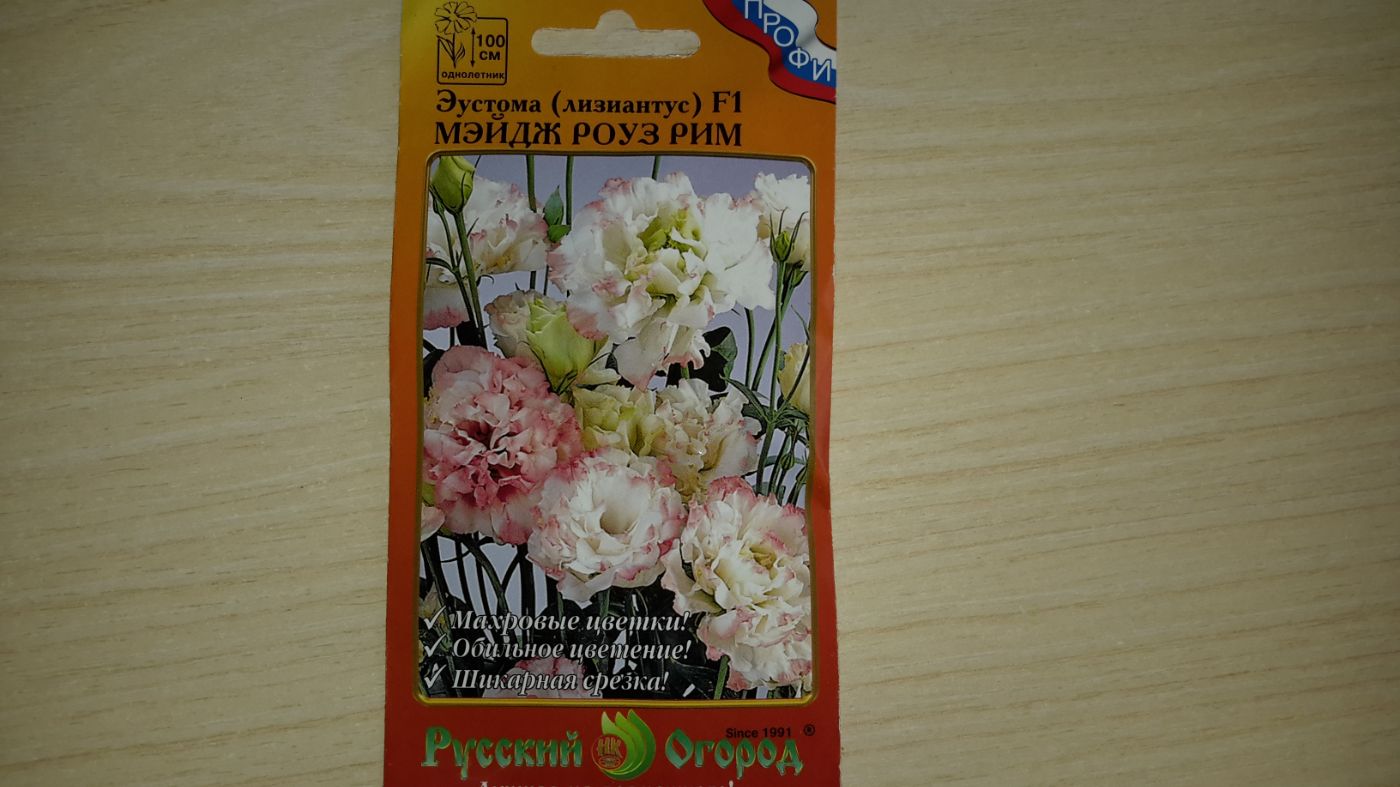 ПРОФИ
100
см
однолетник
Эустома (лизиантус) F1
МЭЙДЖ РОУЗ РИМ
✓ Махровые цветки!
✓ Обильное цветение!
✓ Шикарная срезка!
Since 1991 ®
Русский НК Огород